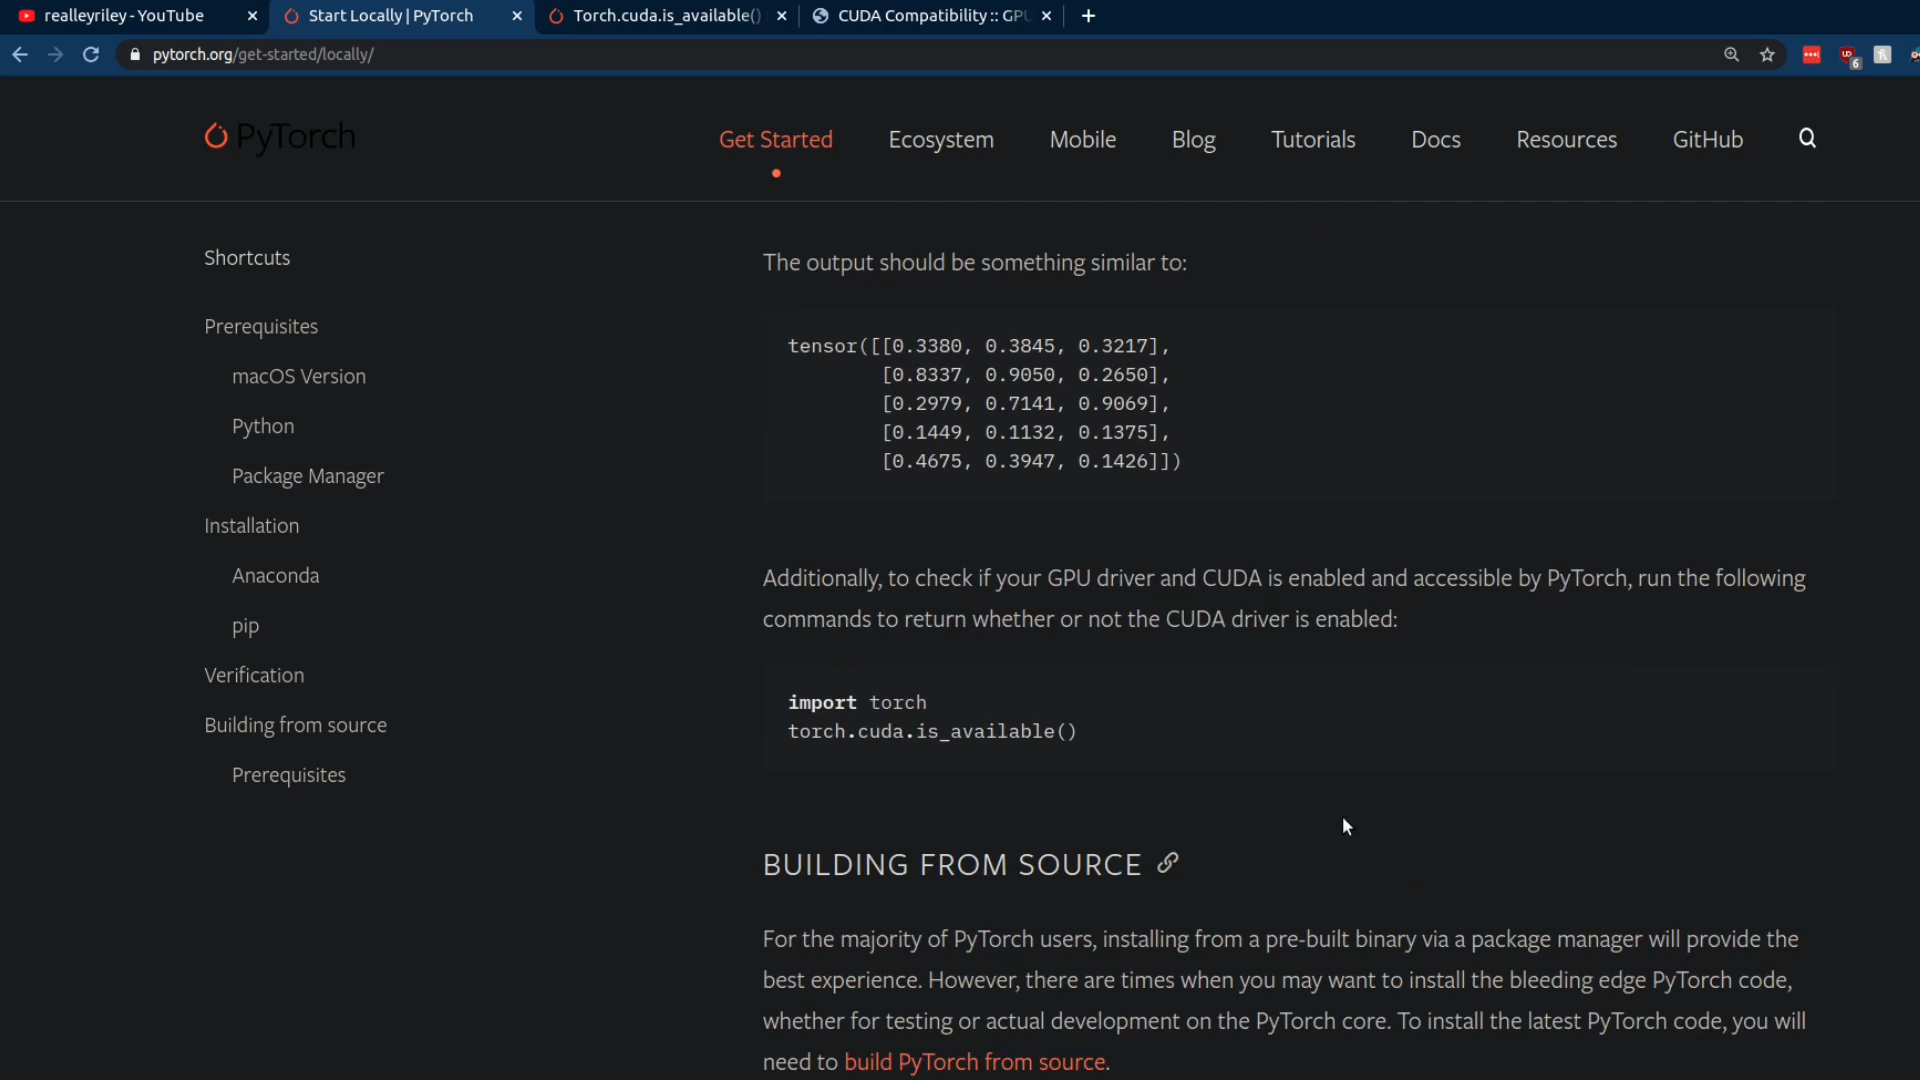 realleyriley - YouTube
Start Locally | PyTorch
Torch.cuda.is_available()
CUDA Compatibility :: GPU
pytorch.org/get-started/locally/
6
PyTorch
Get Started
Ecosystem
Mobile
Blog
Tutorials
Docs
Resources
GitHub
Shortcuts
Prerequisites
macOS Version
Python
Package Manager
Installation
Anaconda
pip
Verification
Building from source
Prerequisites
The output should be something similar to:
tensor([[0.3380, 0.3845, 0.3217],
[0.8337, 0.9050, 0.2650],
[0.2979, 0.7141, 0.9069],
[0.1449, 0.1132, 0.1375],
[0.4675, 0.3947, 0.1426]])
Additionally, to check if your GPU driver and CUDA is enabled and accessible by PyTorch, run the following
commands to return whether or not the CUDA driver is enabled:
import torch
torch.cuda.is_available()
BUILDING FROM SOURCE
For the majority of PyTorch users, installing from a pre-built binary via a package manager will provide the
best experience. However, there are times when you may want to install the bleeding edge PyTorch code,
whether for testing or actual development on the PyTorch core. To install the latest PyTorch code, you will
need to build PyTorch from source.